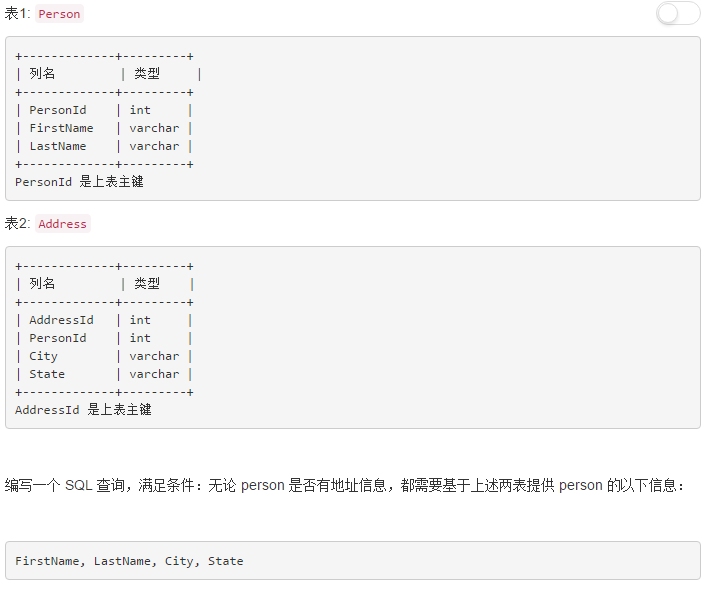 表1: Person
+-------------+---------+
| 列名         | 类型     |
+-------------+---------+
| PersonId    | int     |
| FirstName   | varchar |
| LastName    | varchar |
+-------------+---------+
PersonId 是上表主键
表2: Address
+-------------+---------+
| 列名         | 类型    |
+-------------+---------+
| AddressId   | int     |
| PersonId    | int     |
| City        | varchar |
| State       | varchar |
+-------------+---------+
AddressId 是上表主键
编写一个 SQL 查询，满足条件：无论 person 是否有地址信息，都需要基于上述两表提供 person 的以下信息：
FirstName, LastName, City, State